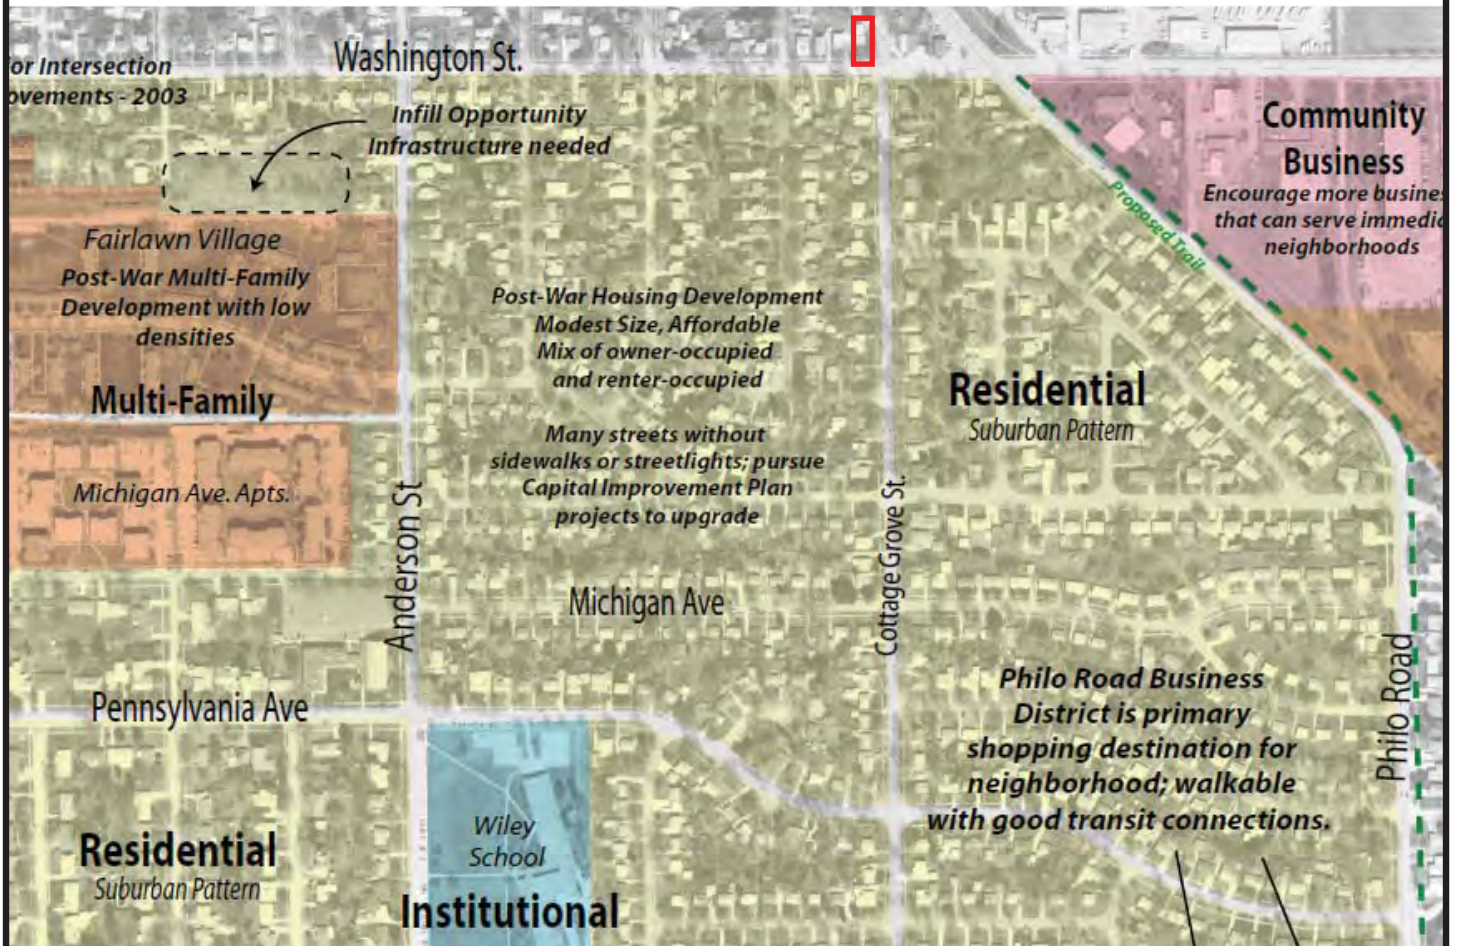 Washington St.
or Intersection
ovements - 2003
Infill Opportunity
Infrastructure needed
Community
Business
Encourage more busines
that can serve immedia
neighborhoods
Proposed Trail
Fairlawn Village
Post-War Multi-Family
Development with low
densities
Multi-Family
Post-War Housing Development
Modest Size, Affordable
Mix of owner-occupied
and renter-occupied
Many streets without
sidewalks or streetlights; pursue
Capital Improvement Plan
projects to upgrade
Residential
Suburban Pattern
Michigan Ave. Apts.
Anderson St
Cottage Grove St.
Michigan Ave
Pennsylvania Ave
Philo Road
Philo Road Business
District is primary
shopping destination for
neighborhood; walkable
with good transit connections.
Wiley
School
Institutional
Residential
Suburban Pattern